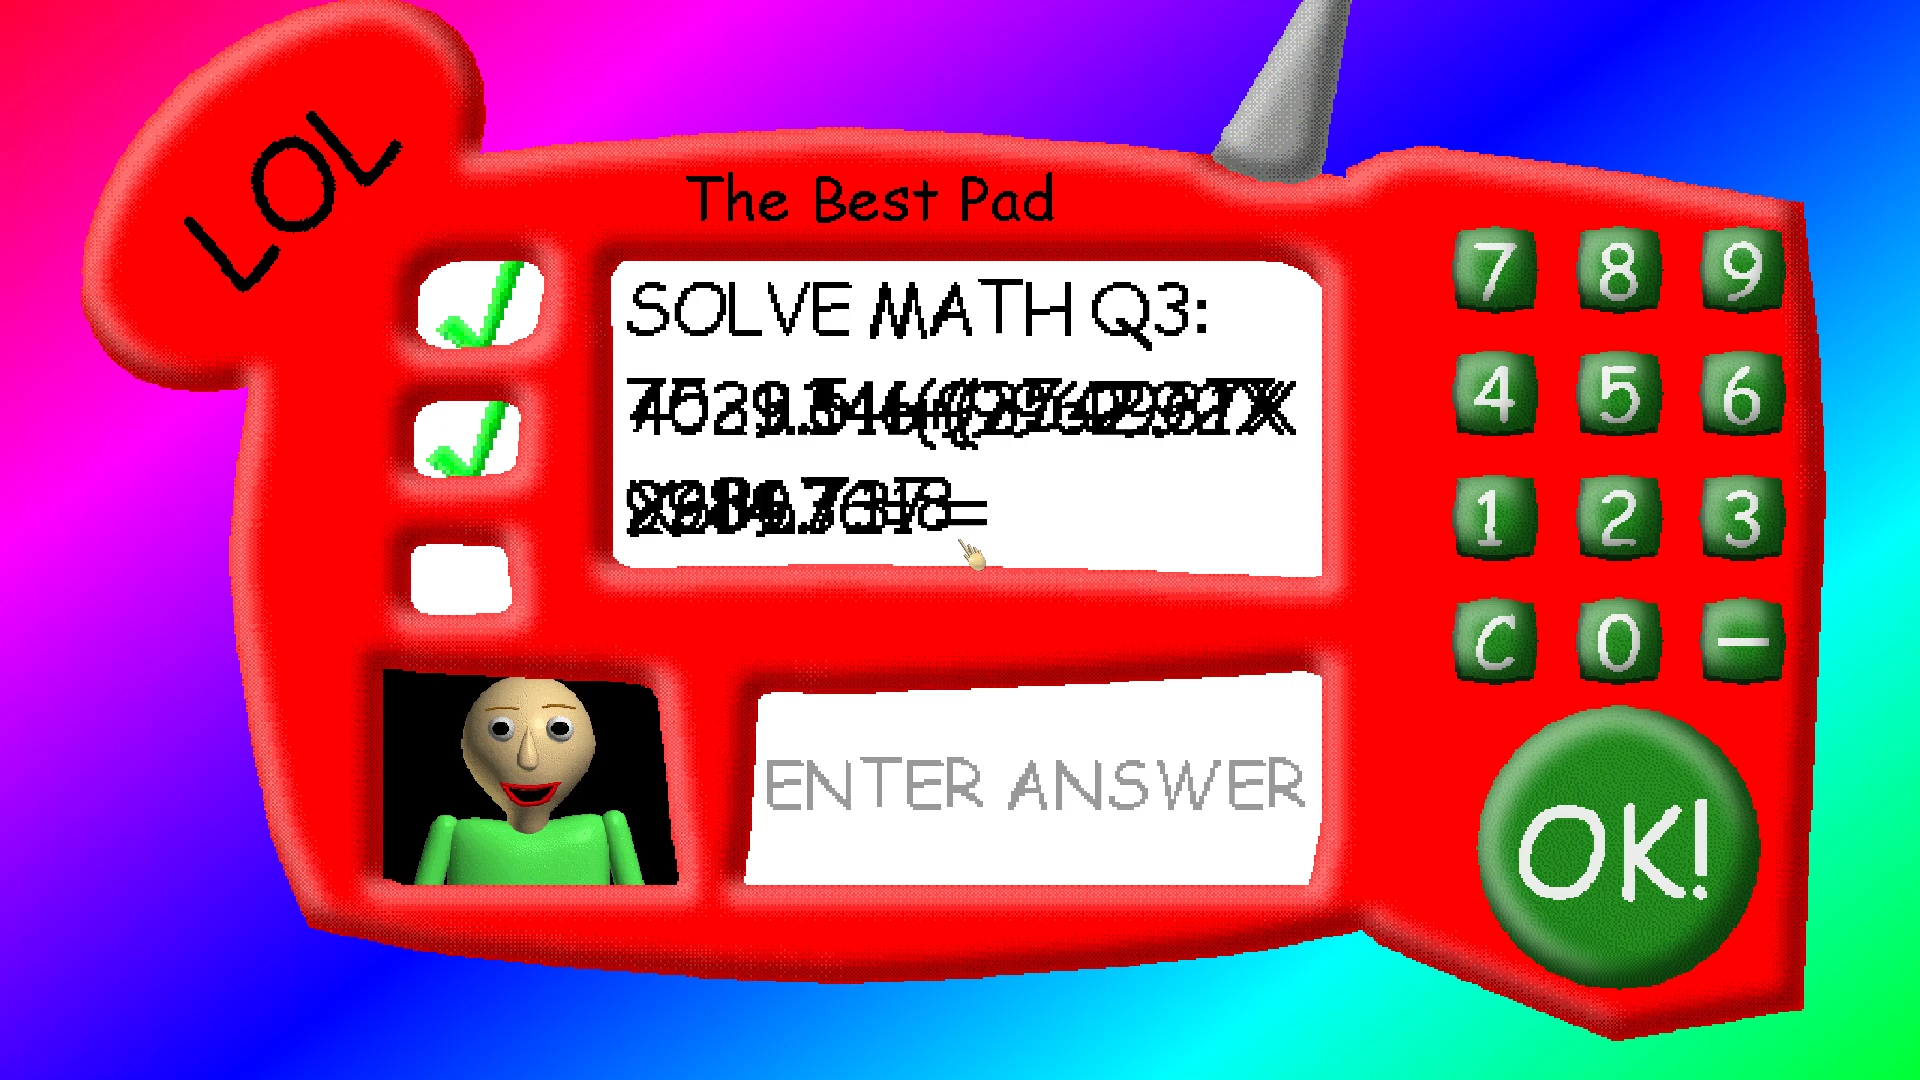 LOL
The Best Pad
SOLVE MATH Q3:
7 8 9
4 5 6
1 2 3
C 0 −
ENTER ANSWER
OK!